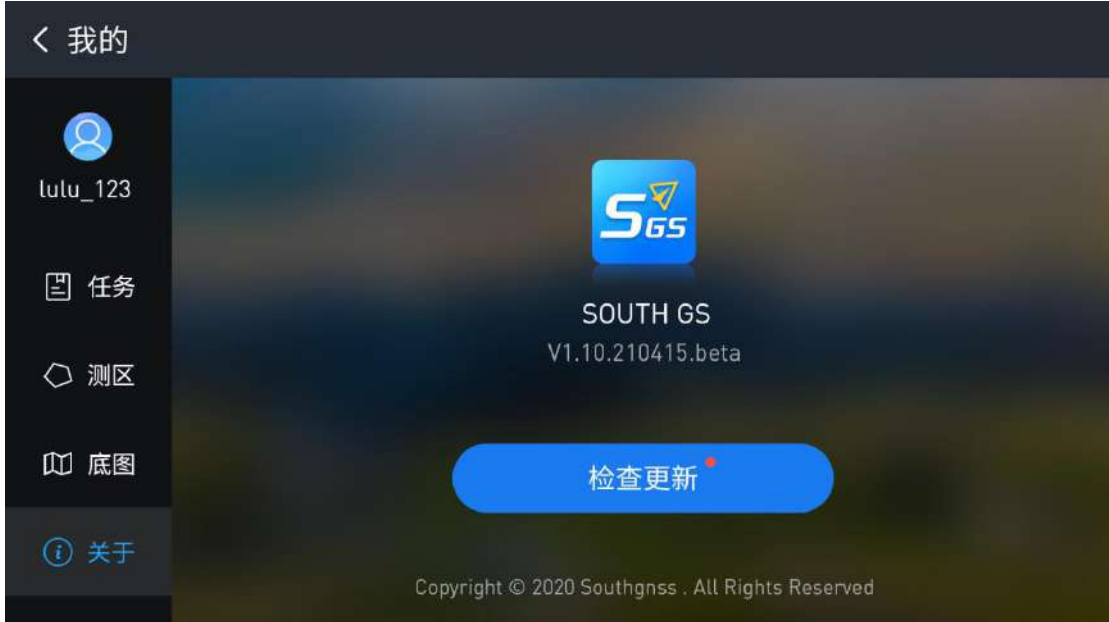 我的
lulu_123
任务
测区
底图
关于
SGS
SOUTH GS
V1.10.210415.beta
检查更新
Copyright © 2020 Southgnss . All Rights Reserved